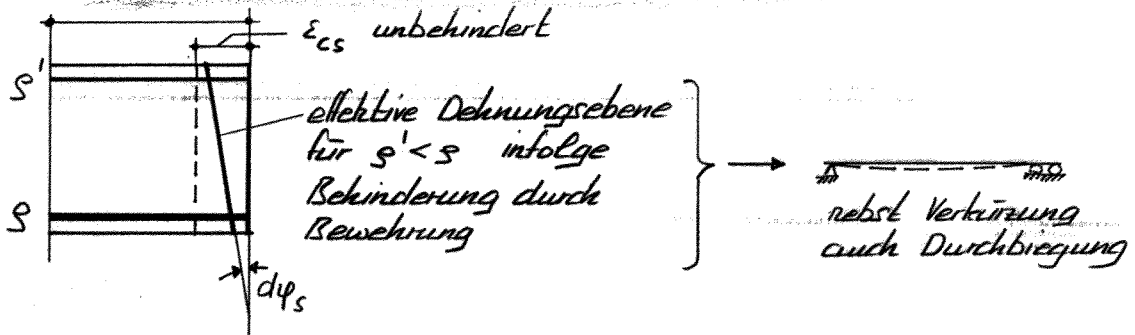 ε_cs unbehindert
ρ'
effektive Dehnungsebene
für ρ' < ρ infolge
Behinderung durch
Bewehrung
ρ
dφ_s
nebst Verkürzung
auch Durchbiegung